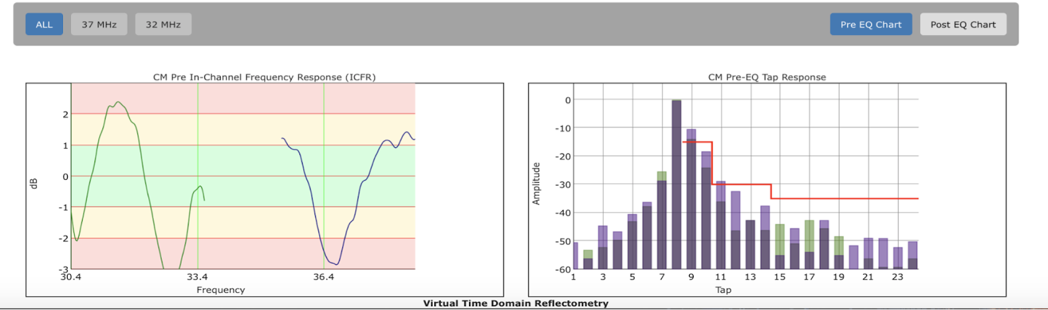 ALL 37 MHz 32 MHz Pre EQ Chart Post EQ Chart
CM Pre In-Channel Frequency Response (ICFR)
dB
2
1
0
-1
-2
-3
30.4 33.4 36.4
Frequency
CM Pre-EQ Tap Response
Amplitude
0
-10
-20
-30
-40
-50
-60
1 3 5 7 9 11 13 15 17 19 21 23
Tap
Virtual Time Domain Reflectometry